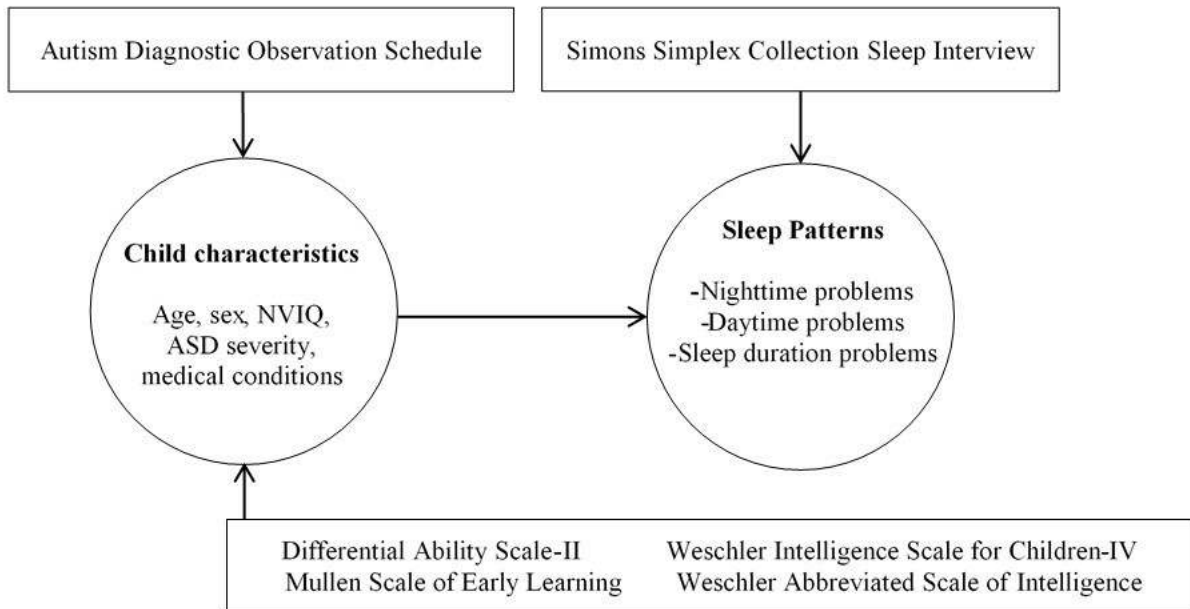 Autism Diagnostic Observation Schedule
Simons Simplex Collection Sleep Interview
Child characteristics
Age, sex, NVIQ,
ASD severity,
medical conditions
Sleep Patterns
-Nighttime problems
-Daytime problems
-Sleep duration problems
Differential Ability Scale-II
Weschler Intelligence Scale for Children-IV
Mullen Scale of Early Learning
Weschler Abbreviated Scale of Intelligence